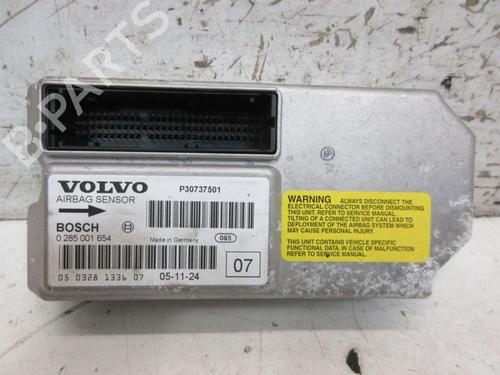 B-PARTS
VOLVO
AIRBAG SENSOR
P30737501
BOSCH
0 285 001 654
Made in Germany
085
05 0328 1336 07
05-11-24
07
WARNING ALWAYS DISCONNECT THE
ELECTRICAL CONNECTOR BEFORE DISMOUNTING
THIS UNIT. REFER TO SERVICE MANUAL.
TILTING OF A CONNECTED UNIT CAN LEAD TO
DEPLOYMENT OF THE AIRBAG SYSTEM WHICH
MAY CAUSE PERSONAL INJURY.
THIS UNIT CONTAINS VEHICLE SPECIFIC
FUNCTIONAL DATA. IN CASE OF MALFUNCTION
REFER TO SERVICE MANUAL.